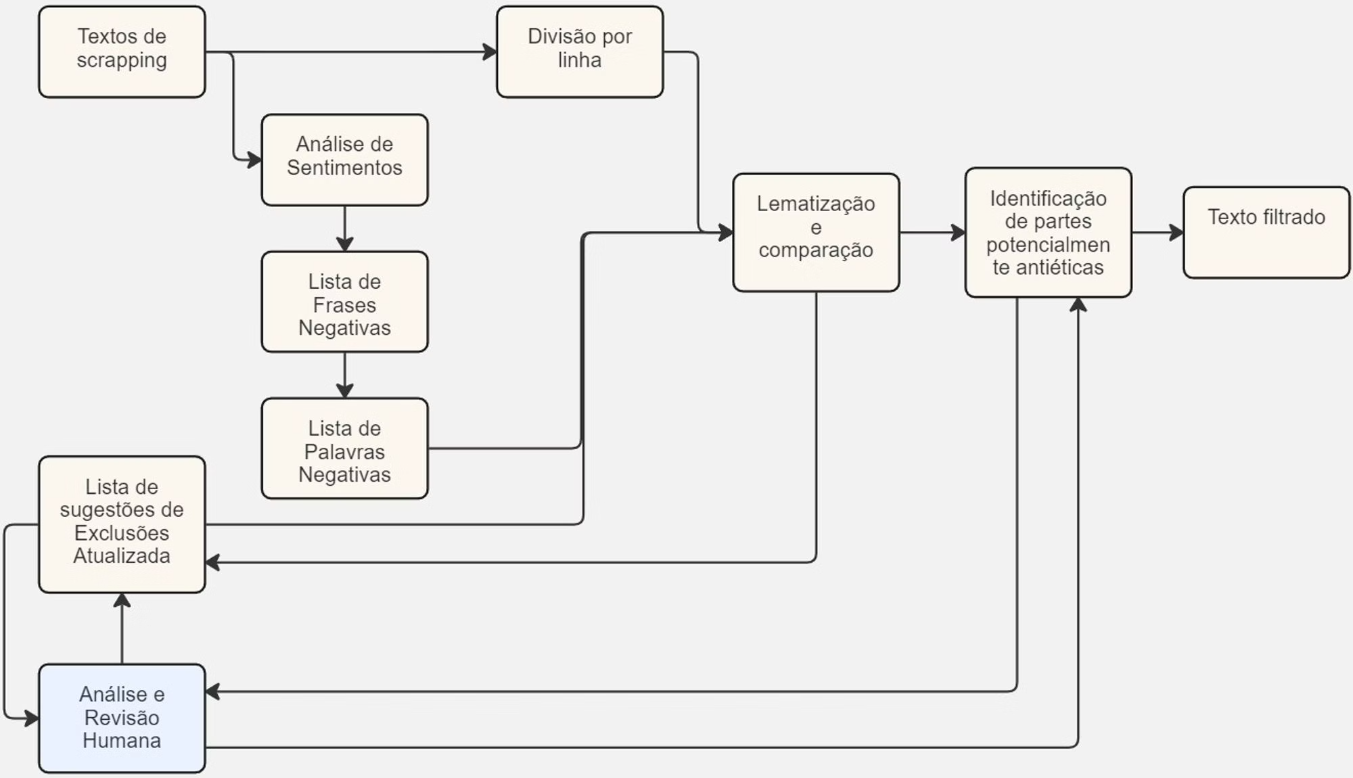 Textos de
scrapping
Divisão por
linha
Análise de
Sentimentos
Lista de
Frases
Negativas
Lista de
Palavras
Negativas
Lematização
e
comparação
Identificação
de partes
potencialmen
te antiéticas
Texto filtrado
Lista de
sugestões de
Exclusões
Atualizada
Análise e
Revisão
Humana